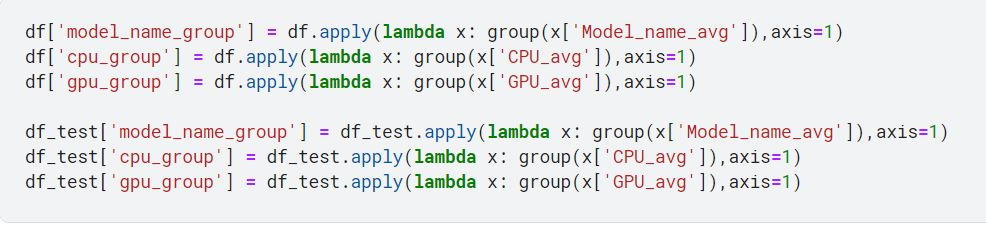 df['model_name_group'] = df.apply(lambda x: group(x['Model_name_avg']),axis=1)
df['cpu_group'] = df.apply(lambda x: group(x['CPU_avg']),axis=1)
df['gpu_group'] = df.apply(lambda x: group(x['GPU_avg']),axis=1)
df_test['model_name_group'] = df_test.apply(lambda x: group(x['Model_name_avg']),axis=1)
df_test['cpu_group'] = df_test.apply(lambda x: group(x['CPU_avg']),axis=1)
df_test['gpu_group'] = df_test.apply(lambda x: group(x['GPU_avg']),axis=1)